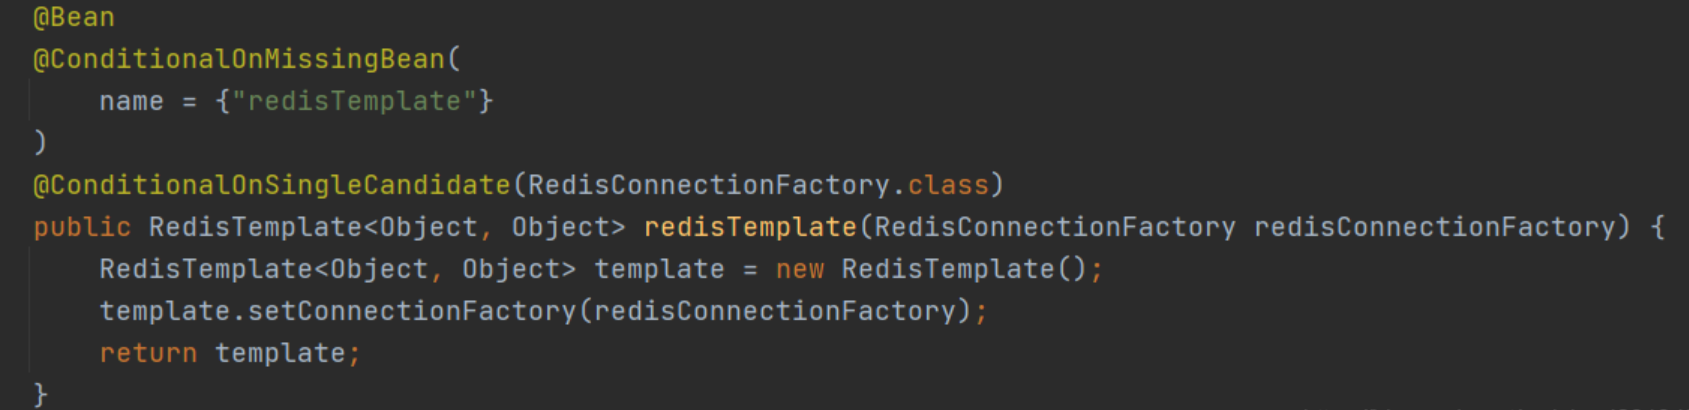 @Bean
@ConditionalOnMissingBean(
    name = {"redisTemplate"}
)
@ConditionalOnSingleCandidate(RedisConnectionFactory.class)
public RedisTemplate<Object, Object> redisTemplate(RedisConnectionFactory redisConnectionFactory) {
    RedisTemplate<Object, Object> template = new RedisTemplate();
    template.setConnectionFactory(redisConnectionFactory);
    return template;
}